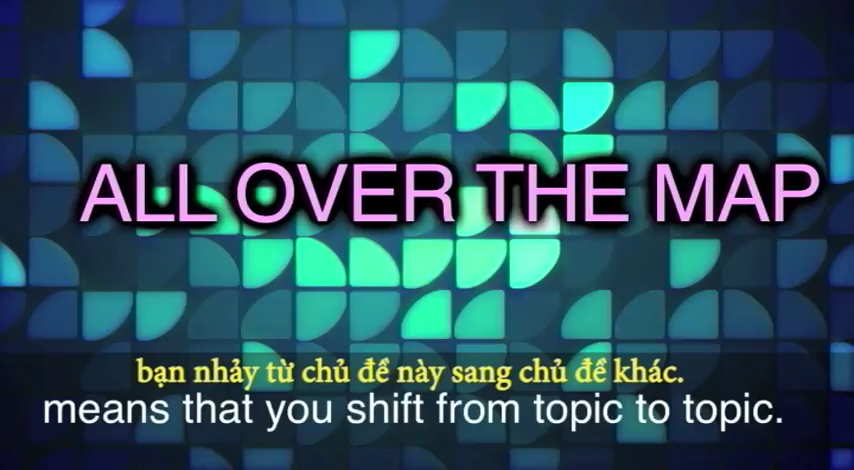 ALL OVER THE MAP
bạn nhảy từ chủ đề này sang chủ đề khác.
means that you shift from topic to topic.